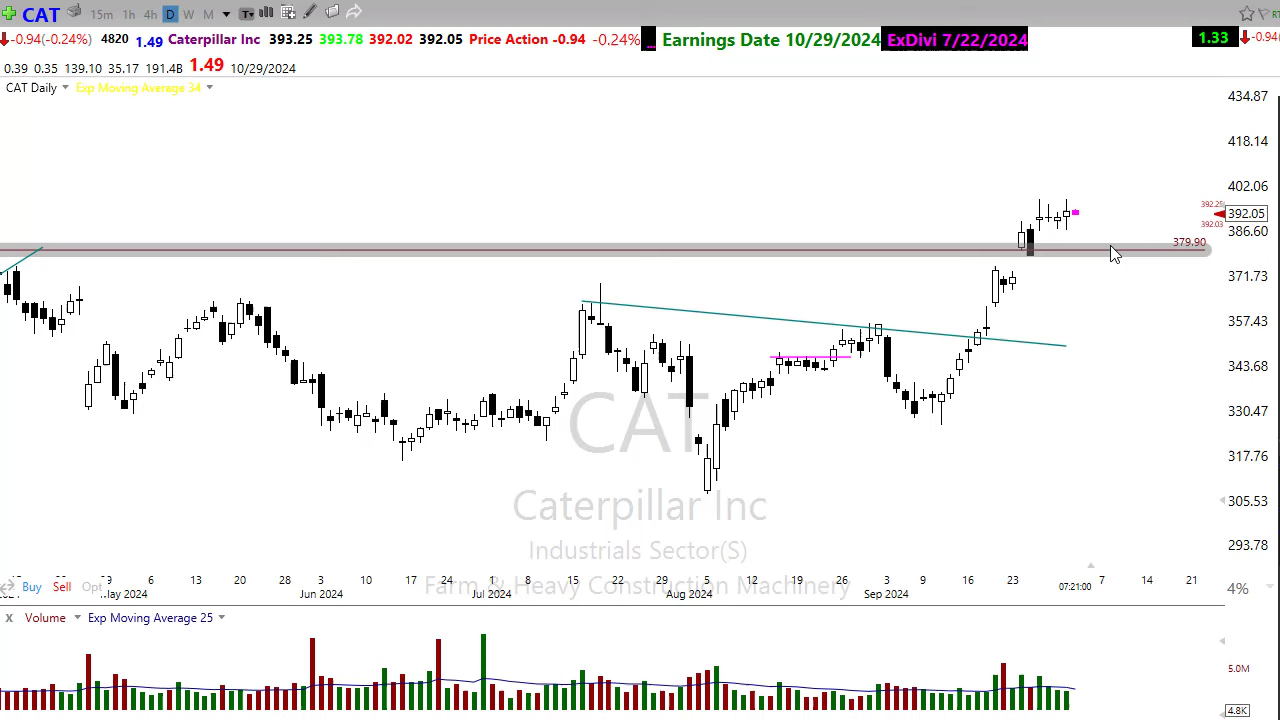 CAT 15m 1h 4h D W M
-0.94(-0.24%) 4820 1.49 Caterpillar Inc 393.25 393.78 392.02 392.05 Price Action -0.94 -0.24% ... Earnings Date 10/29/2024 ExDivi 7/22/2024 1.33 -0.94
0.39 0.35 139.10 35.17 191.4B 1.49 10/29/2024
CAT Daily Exp Moving Average 34
434.87
418.14
402.06
392.25
392.05
392.03
386.60
379.90
371.73
357.43
343.68
330.47
317.76
305.53
293.78
CAT
Caterpillar Inc
Industrials Sector(S)
Farm & Heavy Construction Machinery
Buy Sell Opt
6 13 20 28 3 10 17 24 8 15 22 29 5 12 19 26 3 9 16 23 7 14 21
May 2024 Jun 2024 Jul 2024 Aug 2024 Sep 2024 07:21:00
4%
X Volume Exp Moving Average 25
5.0M
4.8K